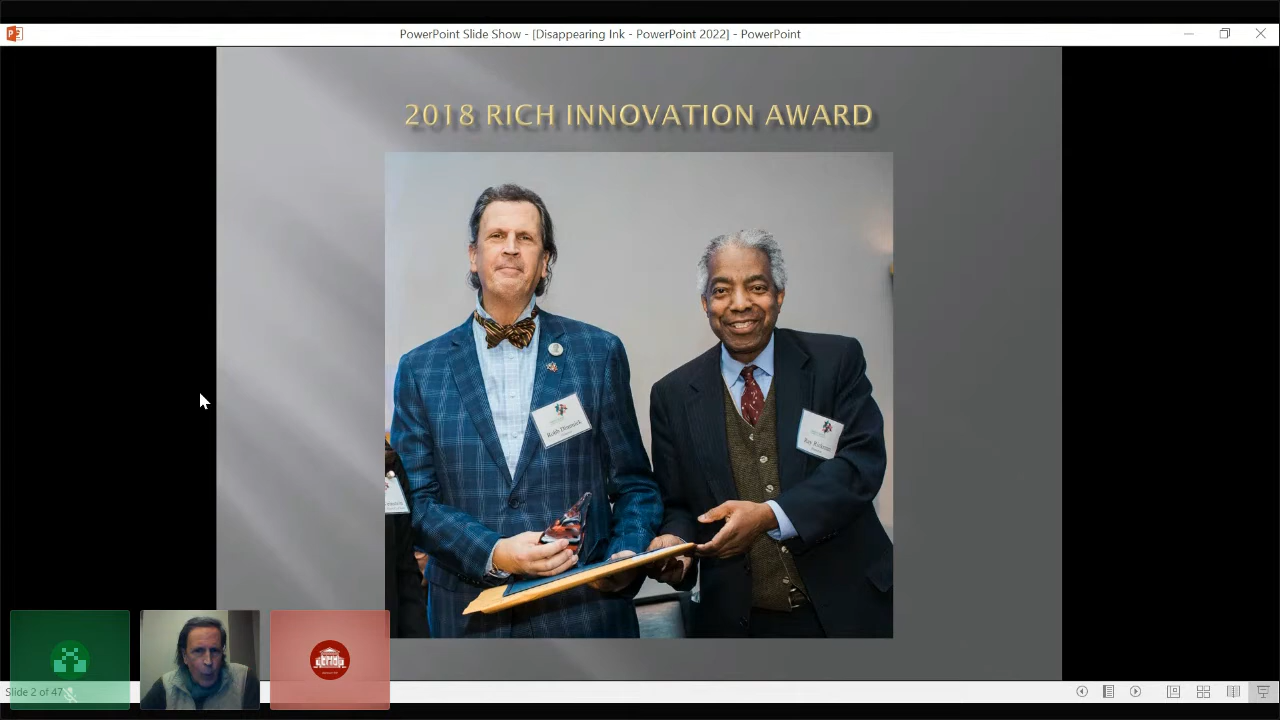 PowerPoint Slide Show - [Disappearing Ink - PowerPoint 2022] - PowerPoint
2018 RICH INNOVATION AWARD
Slide 2 of 47